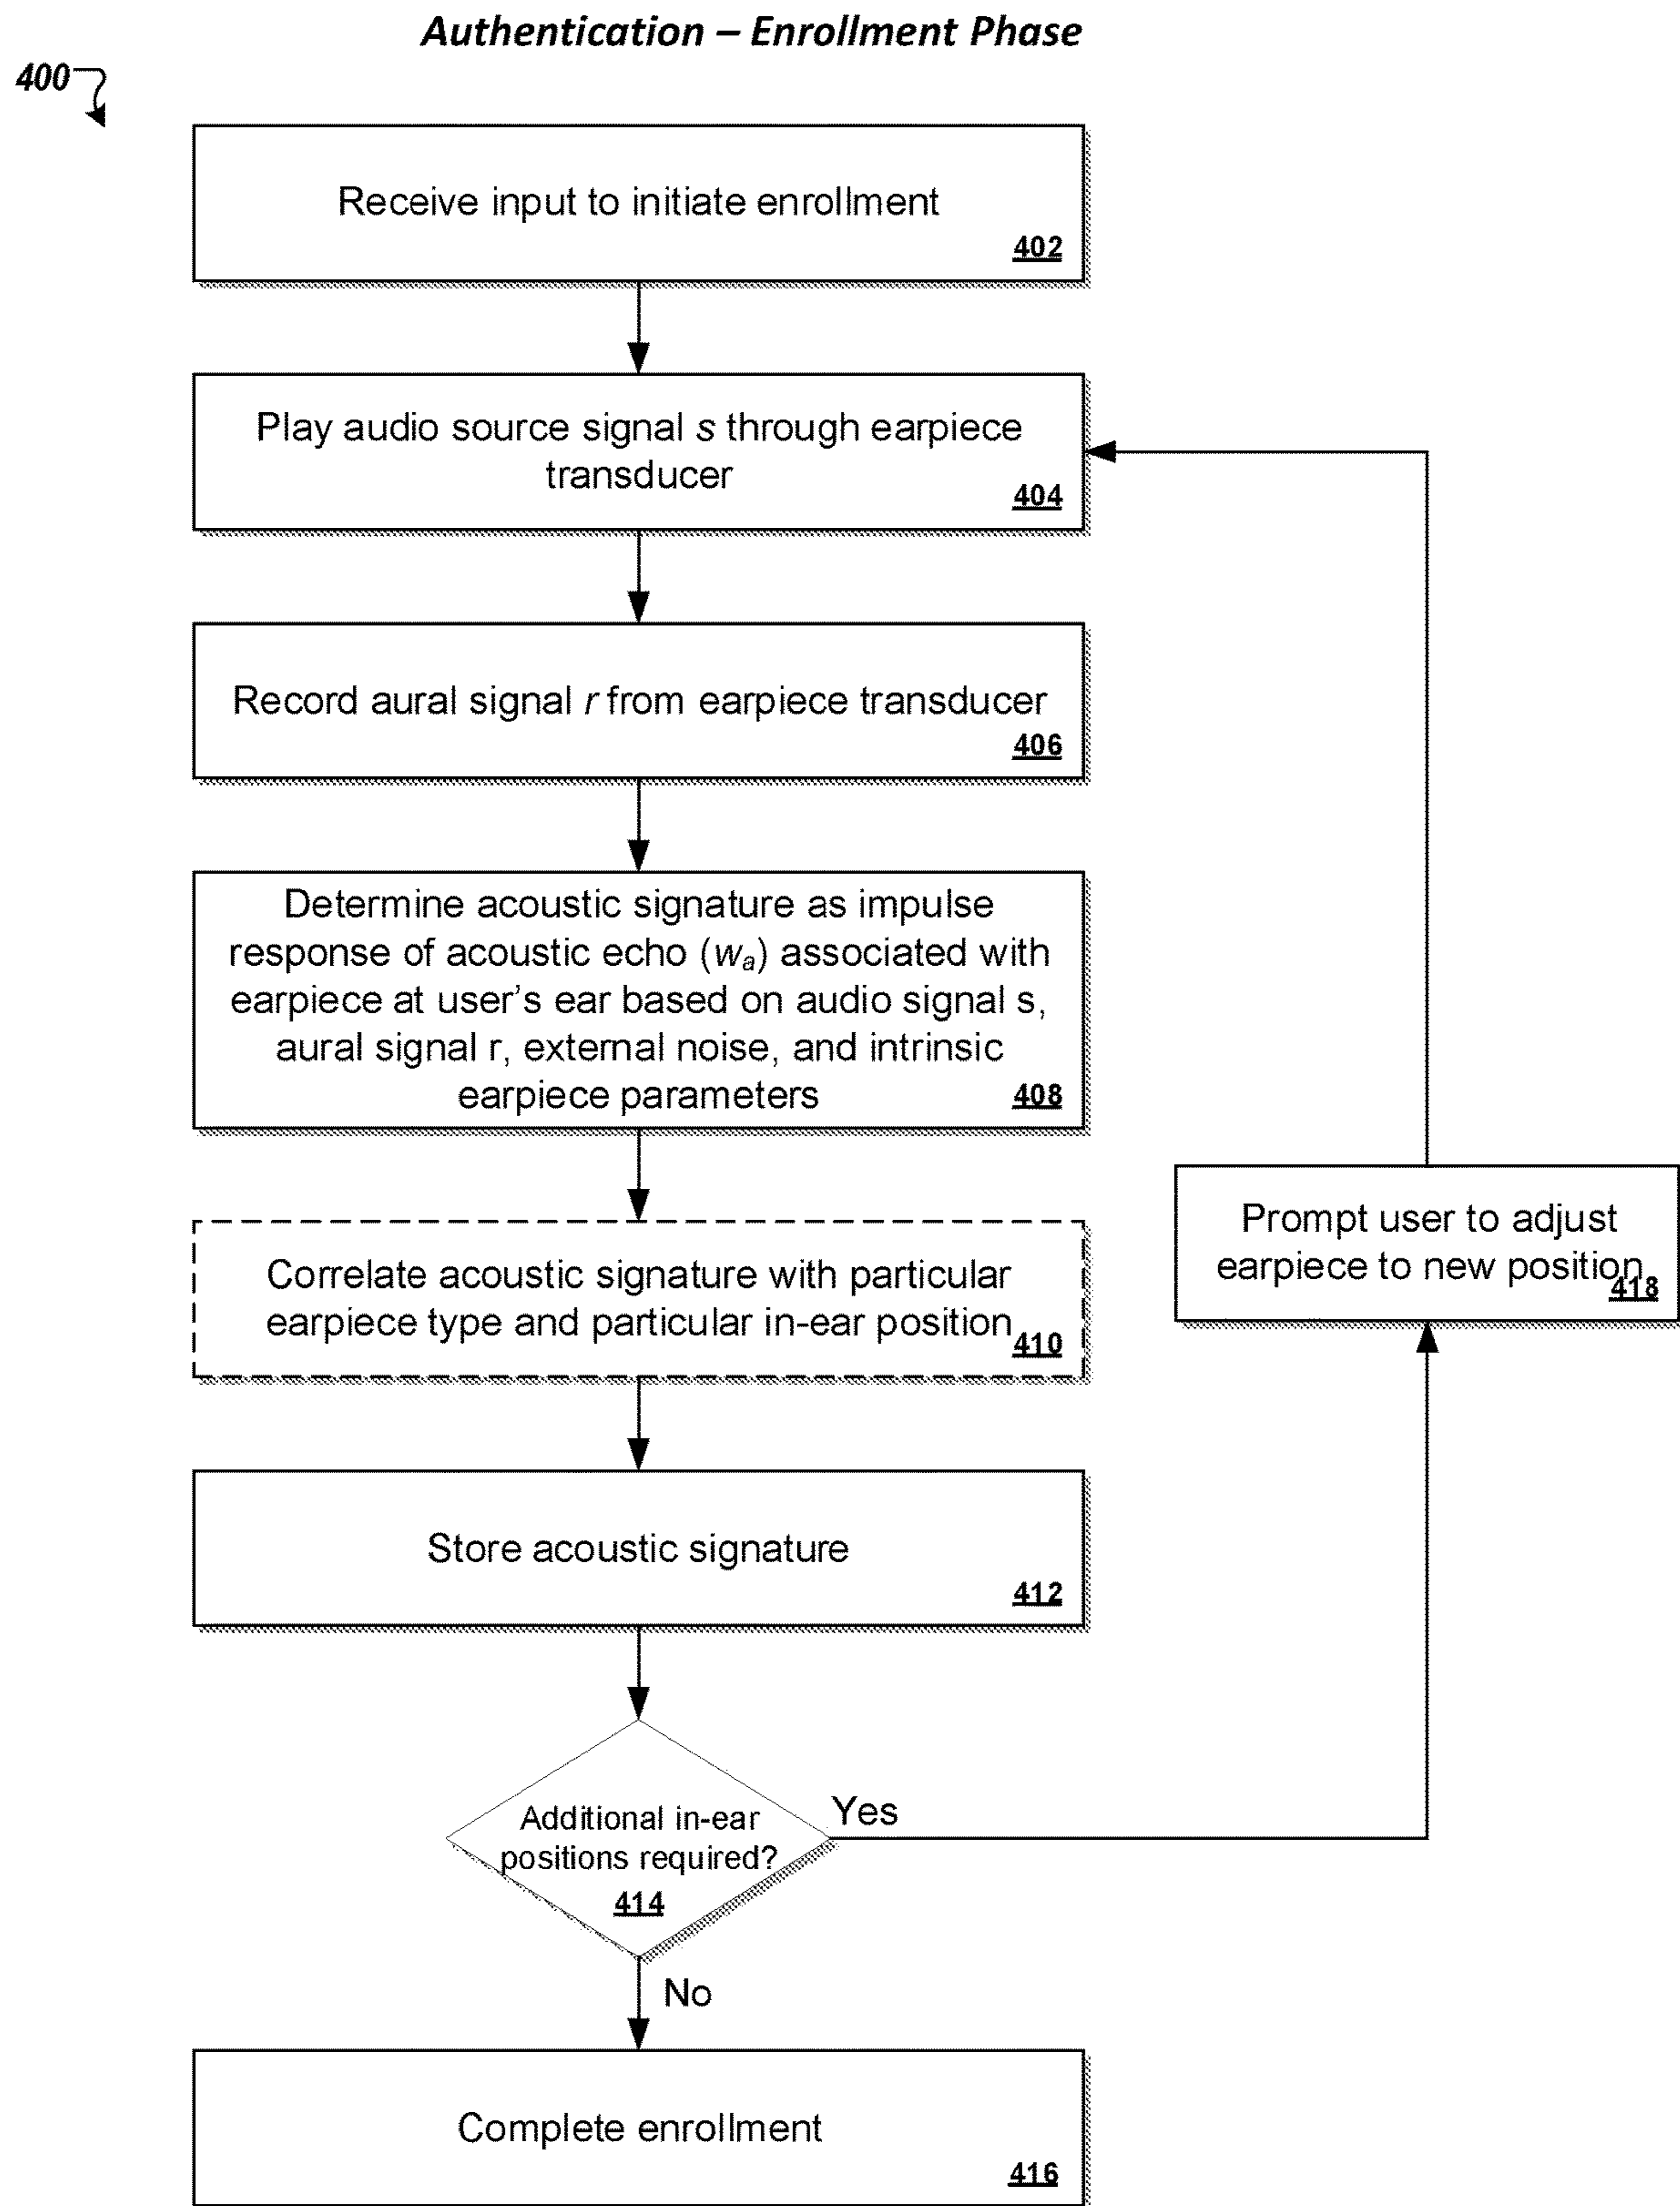 Authentication – Enrollment Phase
400
Receive input to initiate enrollment
402
Play audio source signal s through earpiece
transducer
404
Record aural signal r from earpiece transducer
406
Determine acoustic signature as impulse
response of acoustic echo (wₐ) associated with
earpiece at user's ear based on audio signal s,
aural signal r, external noise, and intrinsic
earpiece parameters
408
Correlate acoustic signature with particular
earpiece type and particular in-ear position
410
Prompt user to adjust
earpiece to new position
418
Store acoustic signature
412
Additional in-ear
positions required?
414
Yes
No
Complete enrollment
416